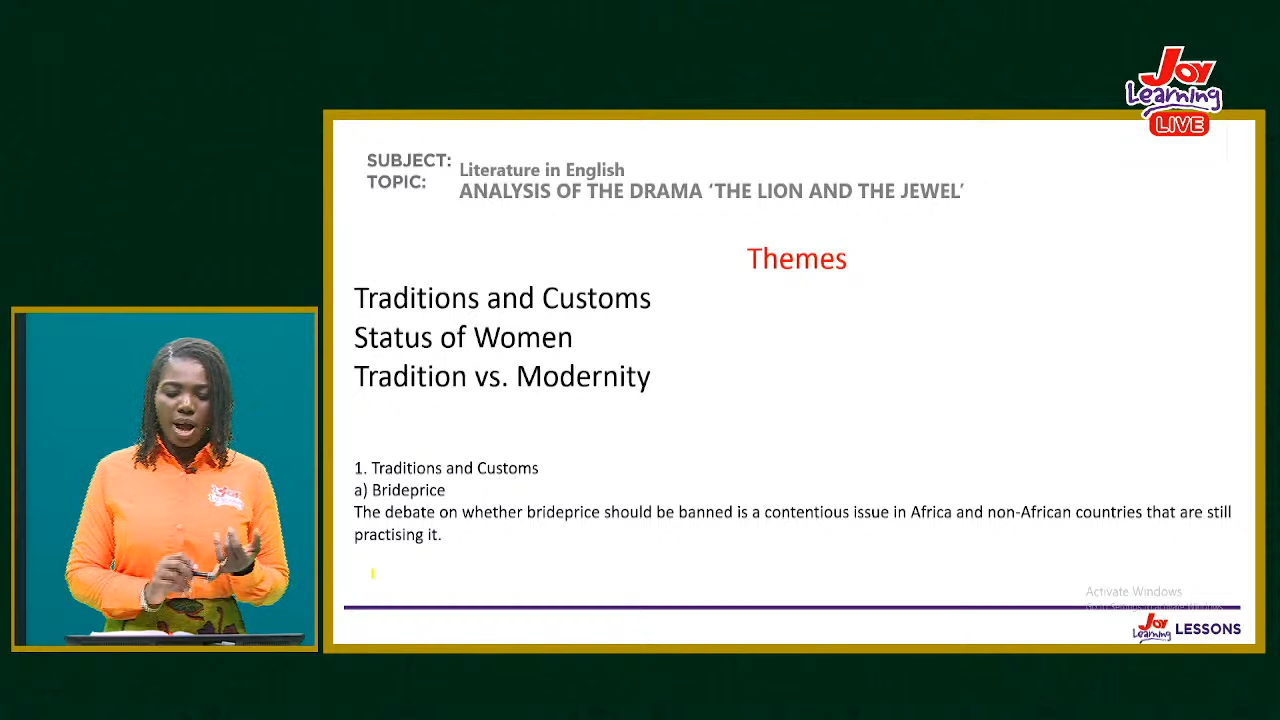 Joy
Learning
LIVE
SUBJECT: Literature in English
TOPIC: ANALYSIS OF THE DRAMA ‘THE LION AND THE JEWEL’
Themes
Traditions and Customs
Status of Women
Tradition vs. Modernity
1. Traditions and Customs
a) Brideprice
The debate on whether brideprice should be banned is a contentious issue in Africa and non-African countries that are still
practising it.
Activate Windows
Joy Learning LESSONS
Joy